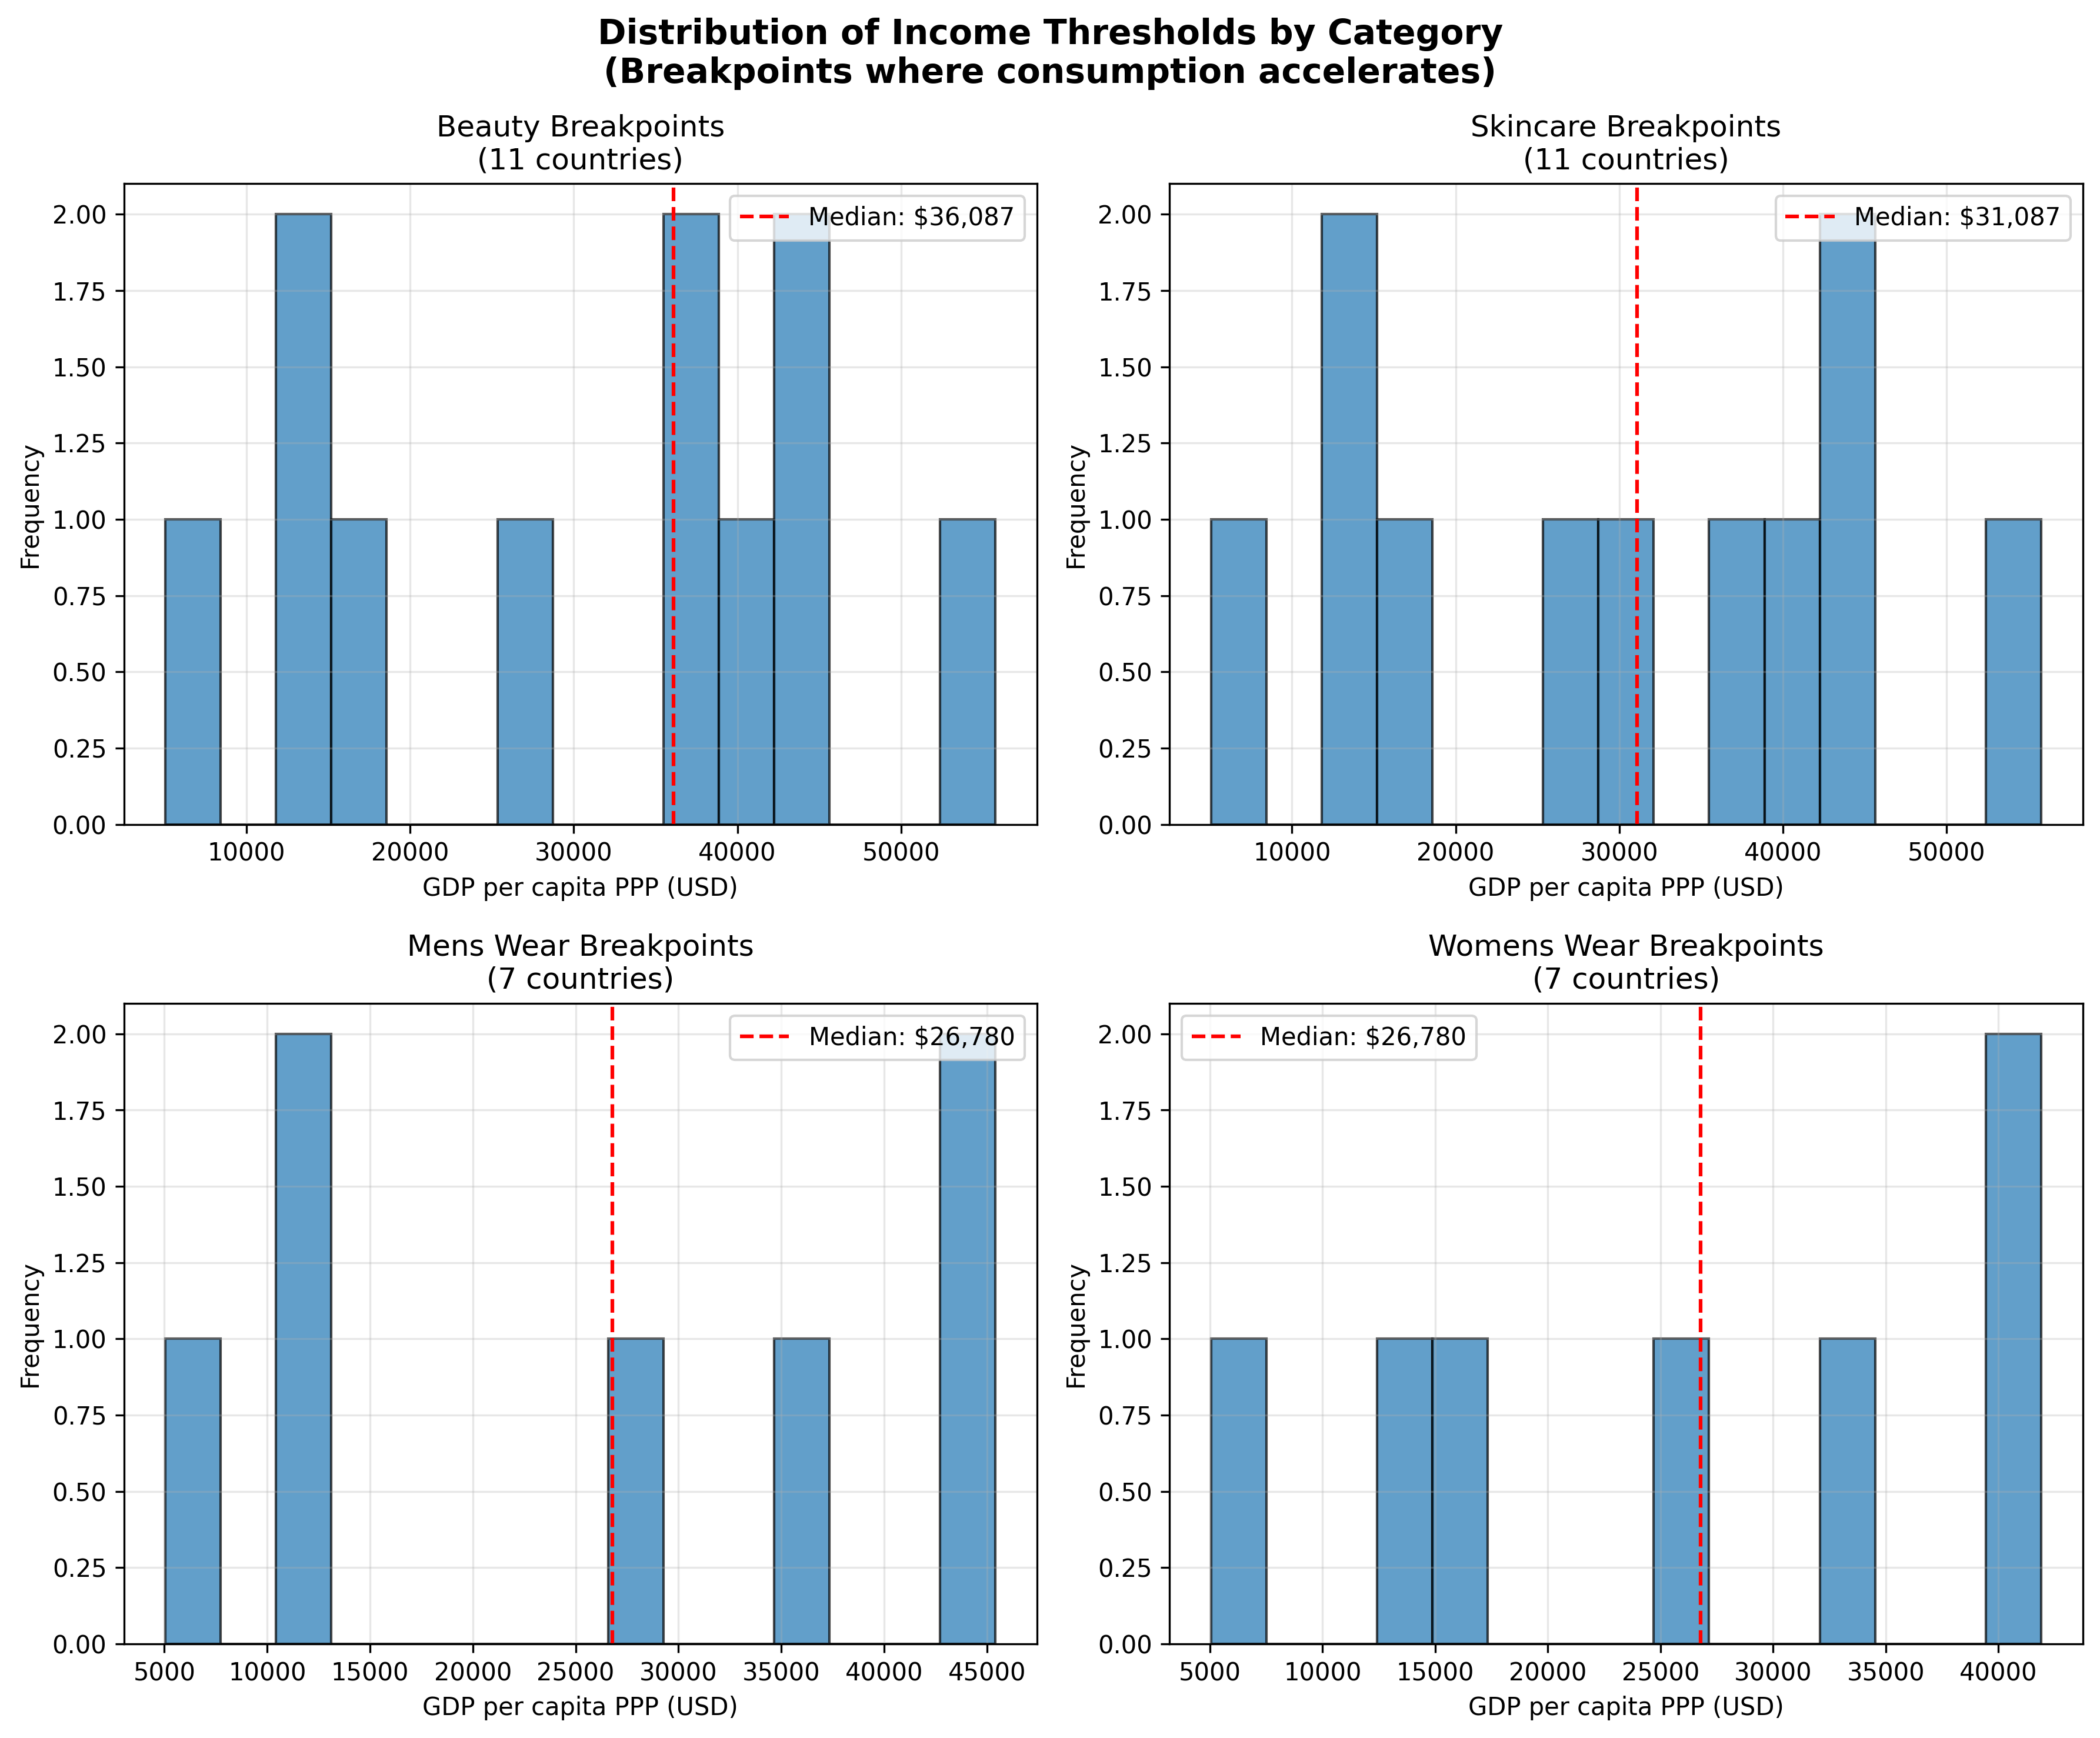 Distribution of Income Thresholds by Category
(Breakpoints where consumption accelerates)
Beauty Breakpoints
(11 countries)
Median: $36,087
Frequency
2.00
1.75
1.50
1.25
1.00
0.75
0.50
0.25
0.00
10000 20000 30000 40000 50000
GDP per capita PPP (USD)
Skincare Breakpoints
(11 countries)
Median: $31,087
Frequency
2.00
1.75
1.50
1.25
1.00
0.75
0.50
0.25
0.00
10000 20000 30000 40000 50000
GDP per capita PPP (USD)
Mens Wear Breakpoints
(7 countries)
Median: $26,780
Frequency
2.00
1.75
1.50
1.25
1.00
0.75
0.50
0.25
0.00
5000 10000 15000 20000 25000 30000 35000 40000 45000
GDP per capita PPP (USD)
Womens Wear Breakpoints
(7 countries)
Median: $26,780
Frequency
2.00
1.75
1.50
1.25
1.00
0.75
0.50
0.25
0.00
5000 10000 15000 20000 25000 30000 35000 40000
GDP per capita PPP (USD)